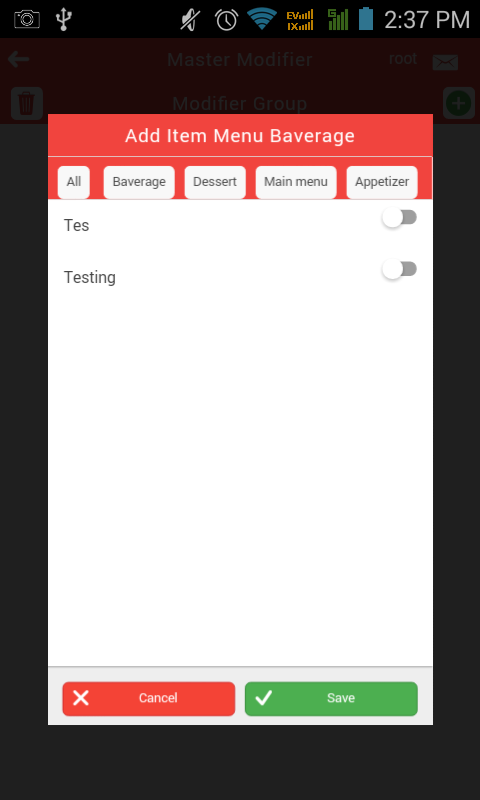 EV IX G 2:37 PM
Master Modifier root
Modifier Group
Add Item Menu Baverage
All Baverage Dessert Main menu Appetizer
Tes
Testing
Cancel Save